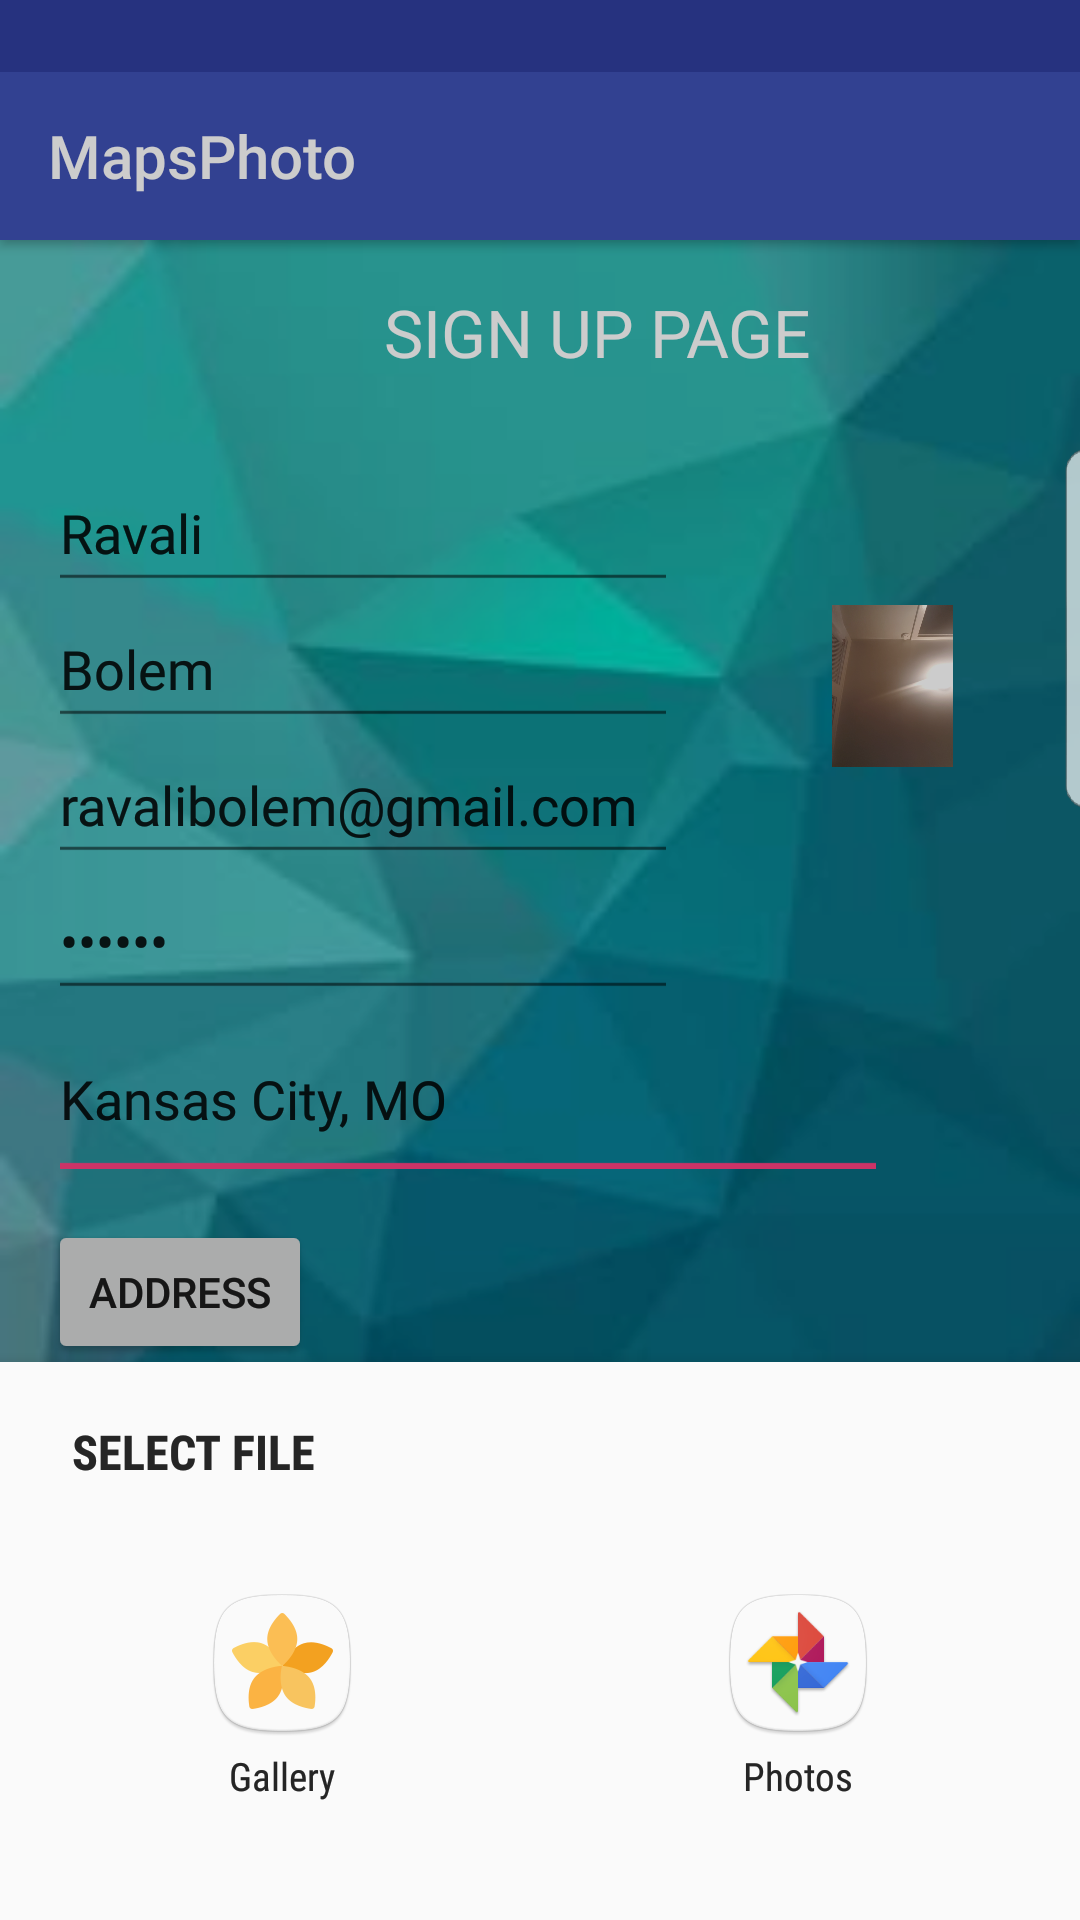 MapsPhoto
SIGN UP PAGE
Ravali
Bolem
ravalibolem@gmail.com
••••••
Kansas City, MO
ADDRESS
SELECT FILE
Gallery
Photos